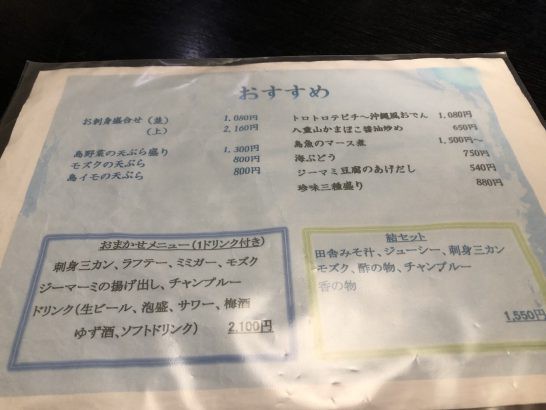 おすすめ
お刺身盛合せ（並） 1,080円
（上） 2,160円
島野菜の天ぷら盛り 1,300円
モズクの天ぷら 800円
島イモの天ぷら 800円
トロトロテビチ～沖縄風おでん 1,080円
八重山かまぼこ醤油炒め 650円
島魚のマース煮 1,500円～
海ぶどう 750円
ジーマミ豆腐のあげだし 540円
珍味三種盛り 880円
おまかせメニュー（1ドリンク付き）
刺身三カン、ラフテー、ミミガー、モズク
ジーマーミの揚げ出し、チャンプルー
ドリンク（生ビール、泡盛、サワー、梅酒
ゆず酒、ソフトドリンク） 2,100円
セット
田舎みそ汁、ジューシー、刺身三カン
モズク、酢の物、チャンプルー
香の物
1,550円